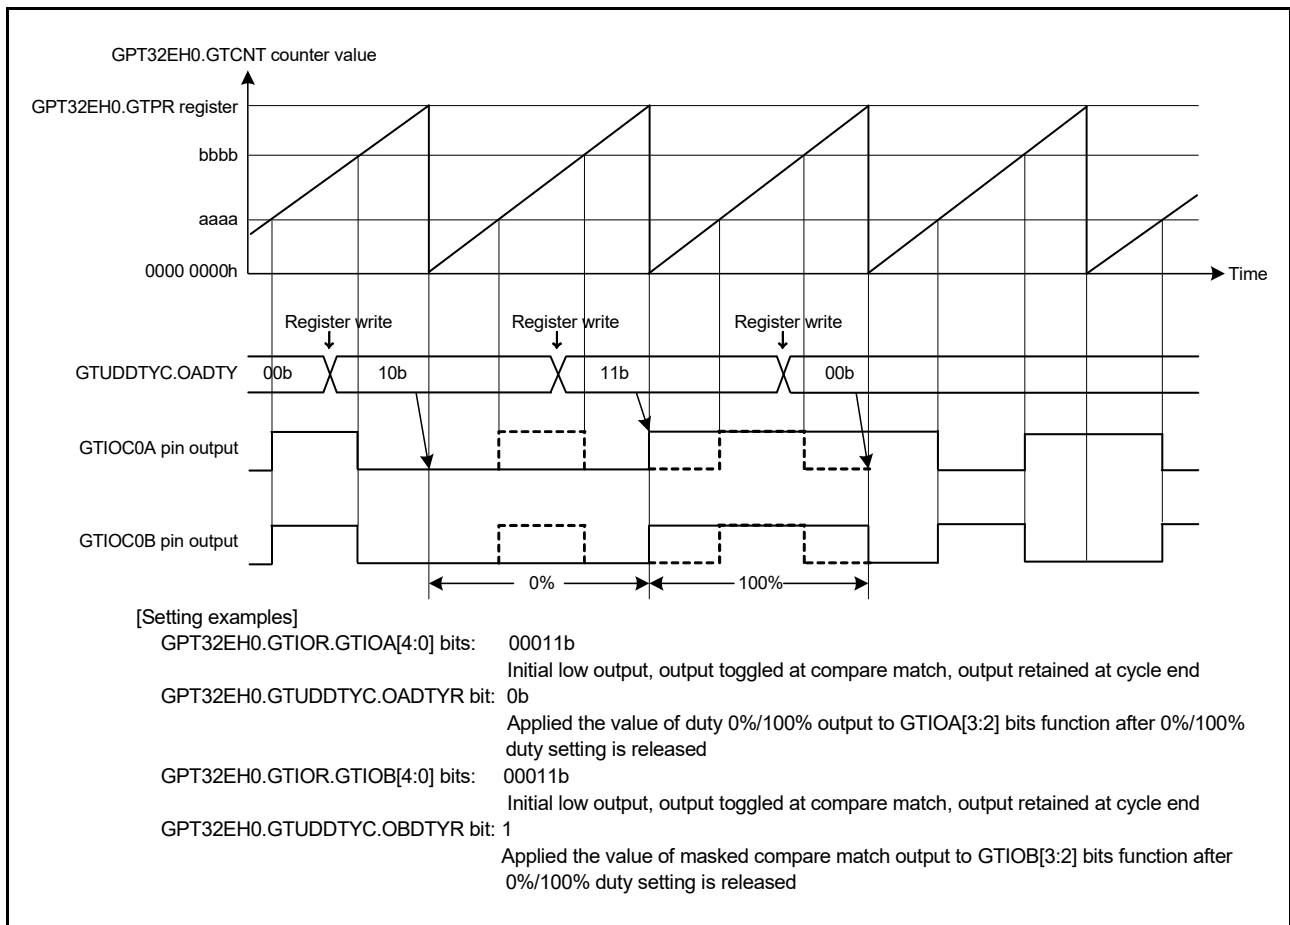 GPT32EH0.GTCNT counter value
GPT32EH0.GTPR register
bbbb
aaaa
0000 0000h
Time
Register write
Register write
Register write
GTUDDTYC.OADTY
00b
10b
11b
00b
GTIOC0A pin output
GTIOC0B pin output
0%
100%
[Setting examples]
GPT32EH0.GTIOR.GTIOA[4:0] bits: 00011b
Initial low output, output toggled at compare match, output retained at cycle end
GPT32EH0.GTUDDTYC.OADTYR bit: 0b
Applied the value of duty 0%/100% output to GTIOA[3:2] bits function after 0%/100%
duty setting is released
GPT32EH0.GTIOR.GTIOB[4:0] bits: 00011b
Initial low output, output toggled at compare match, output retained at cycle end
GPT32EH0.GTUDDTYC.OBDTYR bit: 1
Applied the value of masked compare match output to GTIOB[3:2] bits function after
0%/100% duty setting is released